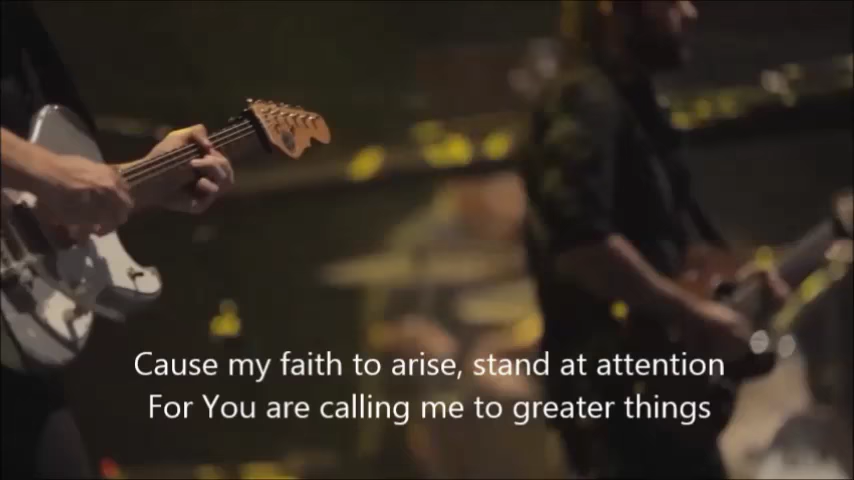 Cause my faith to arise, stand at attention
For You are calling me to greater things